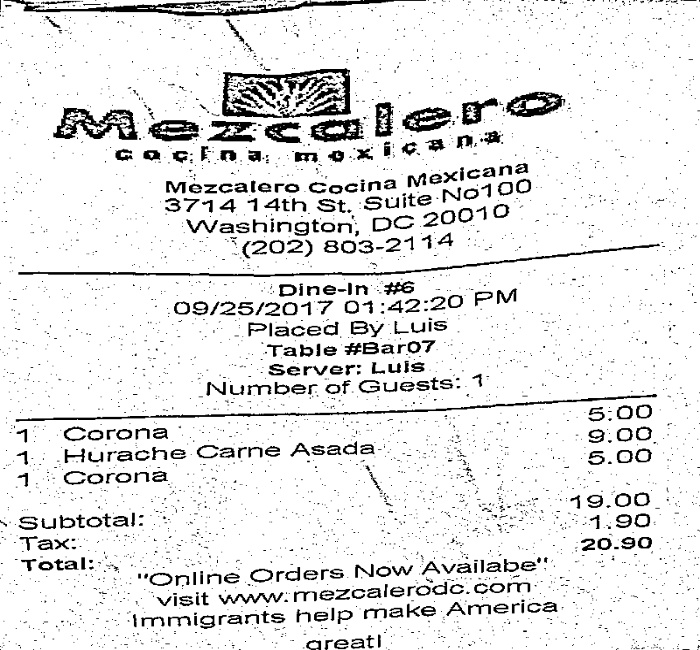 Mezcalero
cocina mexicana
Mezcalero Cocina Mexicana
3714 14th St. Suite No100
Washington, DC 20010
(202) 803-2114
Dine-In #6
09/25/2017 01:42:20 PM
Placed By Luis
Table #Bar07
Server: Luis
Number of Guests: 1
1 Corona 5.00
1 Hurache Carne Asada 9.00
1 Corona 5.00
Subtotal: 19.00
Tax: 1.90
Total: 20.90
"Online Orders Now Availabe"
visit www.mezcalerodc.com
Immigrants help make America
great!